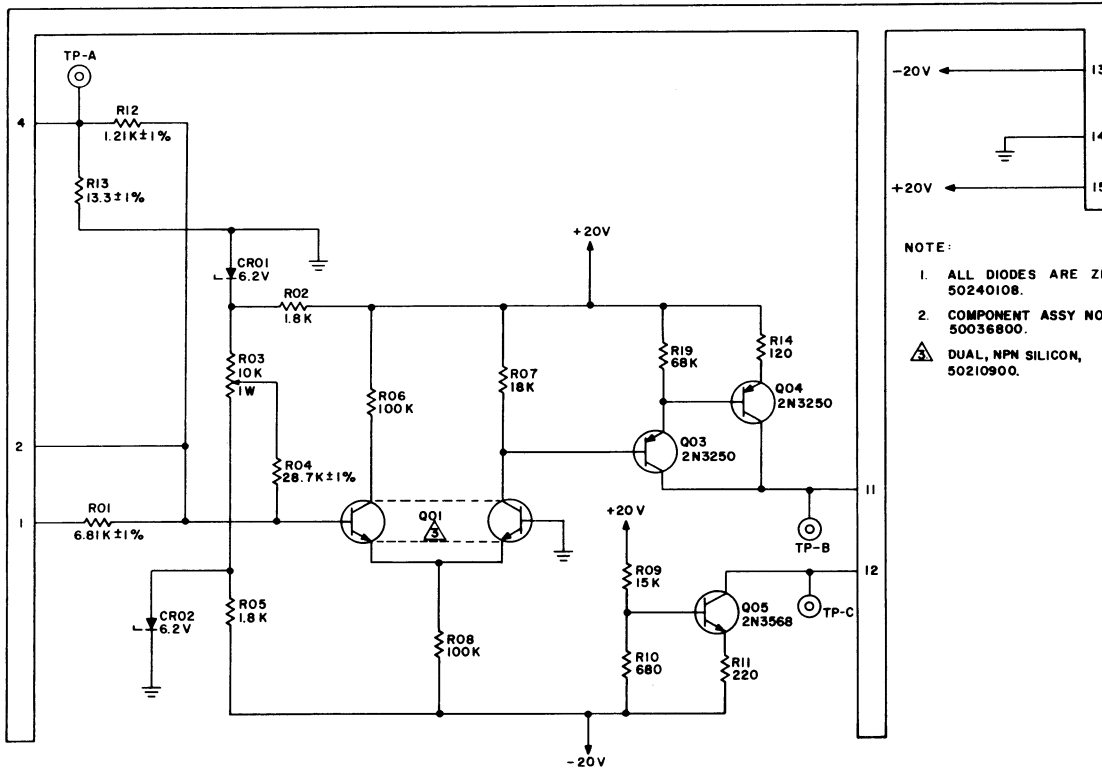 TP-A
4
R12
1.21K±1%
R13
13.3±1%
CR01
6.2V
R02
1.8K
+20V
R03
10K
1W
R06
100K
R07
18K
R19
68K
R14
120
Q04
2N3250
Q03
2N3250
2
R04
28.7K±1%
1
R01
6.81K±1%
Q01
3
11
TP-B
+20V
R09
15K
12
TP-C
Q05
2N3568
CR02
6.2V
R05
1.8K
R08
100K
R10
680
R11
220
-20V
-20V
13
14
+20V
15
NOTE:
1. ALL DIODES ARE
50240108.
2. COMPONENT ASSY NO
50036800.
3 DUAL, NPN SILICON,
50210900.